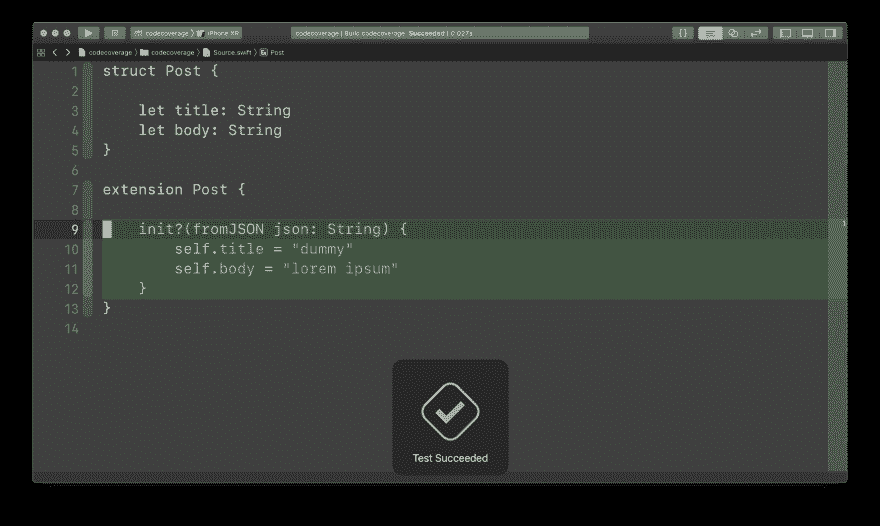 codecoverage › iPhone XR
codecoverage | Build codecoverage: Succeeded | 0.027s
{}
codecoverage › codecoverage › Source.swift › Post
1 struct Post {
2
3     let title: String
4     let body: String
5 }
6
7 extension Post {
8
9     init?(fromJSON json: String) { 1
10         self.title = "dummy"
11         self.body = "lorem ipsum"
12     }
13 }
14
Test Succeeded